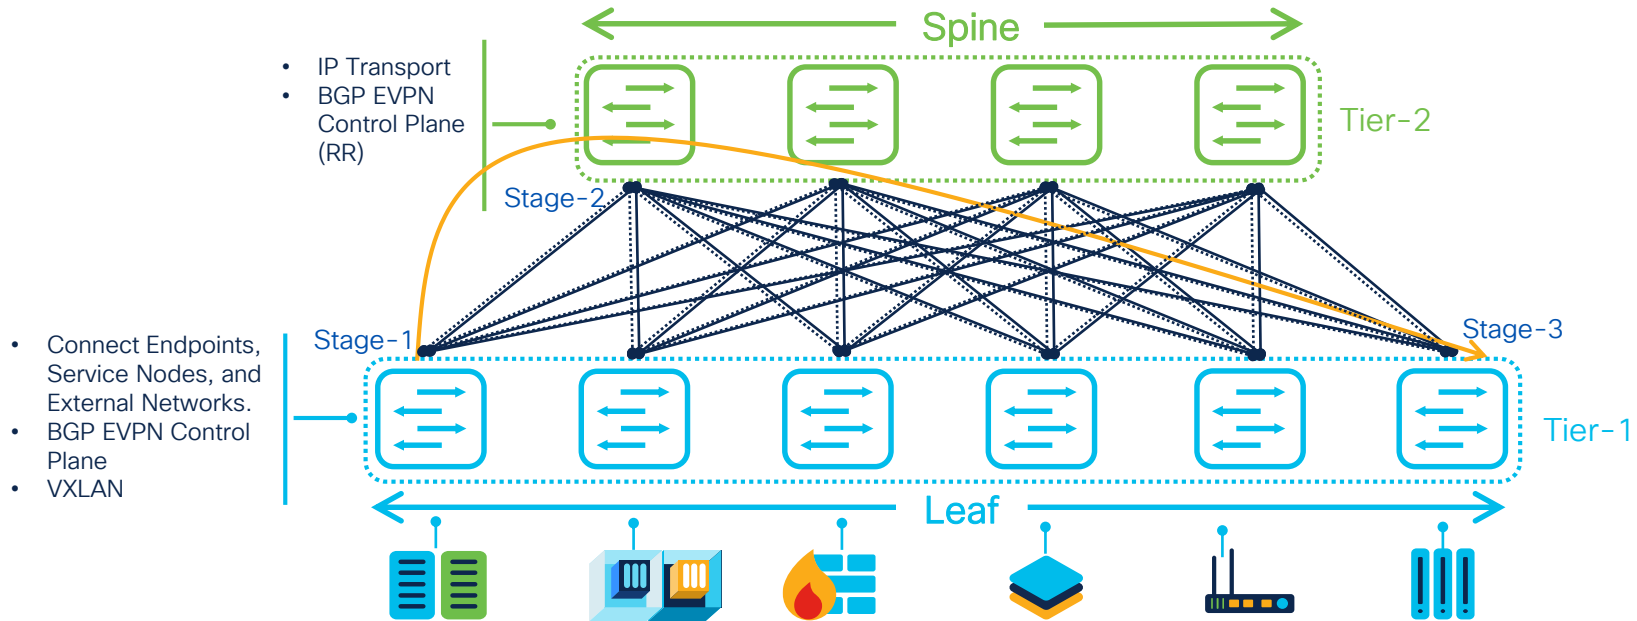 Spine
• IP Transport
• BGP EVPN
Control Plane
(RR)
Tier-2
Stage-2
Stage-1
Stage-3
• Connect Endpoints,
Service Nodes, and
External Networks.
• BGP EVPN Control
Plane
• VXLAN
Tier-1
Leaf